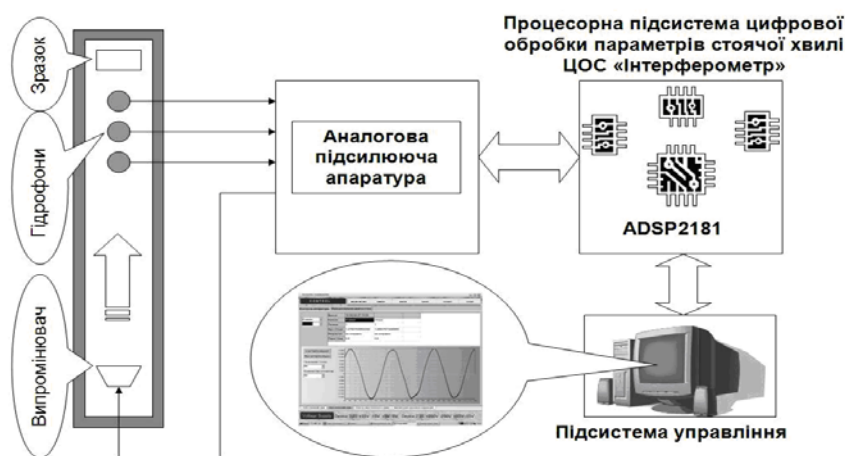 Процесорна підсистема цифрової
обробки параметрів стоячої хвилі
ЦОС «Інтерферометр»
Зразок
Гідрофони
Випромінювач
Аналогова
підсилююча
апаратура
ADSP2181
Підсистема управління